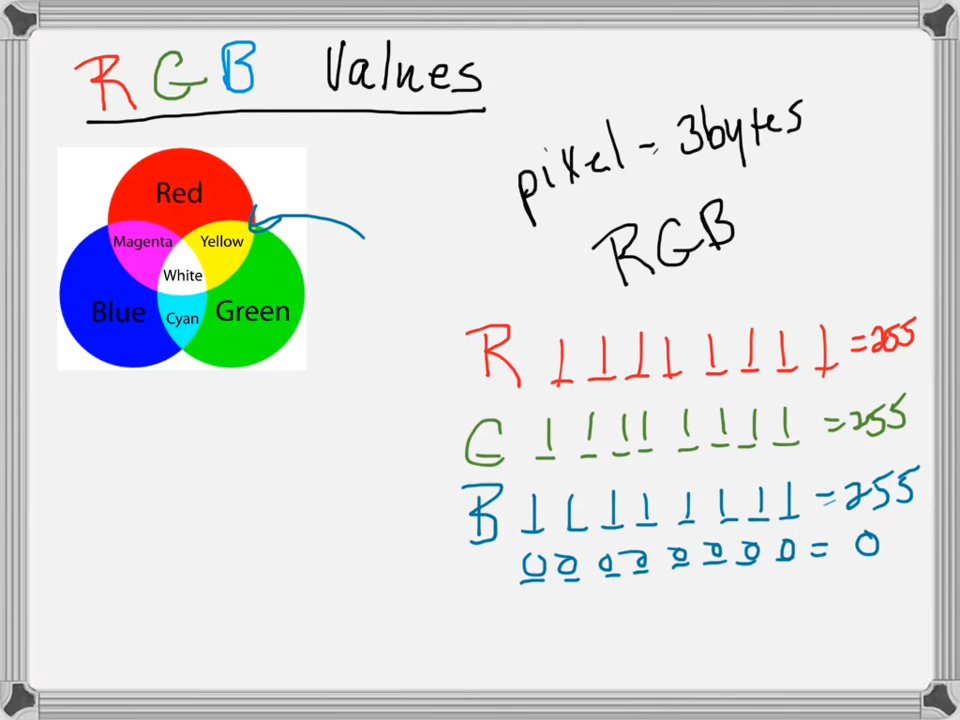 RGB Values
Red
Magenta
Yellow
White
Blue
Cyan
Green
pixel = 3bytes
RGB
R 1 1 1 1 1 1 1 1 = 255
G 1 1 1 1 1 1 1 1 = 255
B 1 1 1 1 1 1 1 1 = 255
0 0 0 0 0 0 0 0 = 0